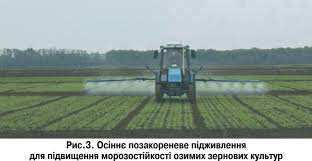 Рис.3. Осіннє позакореневе підживлення
для підвищення морозостійкості озимих зернових культур